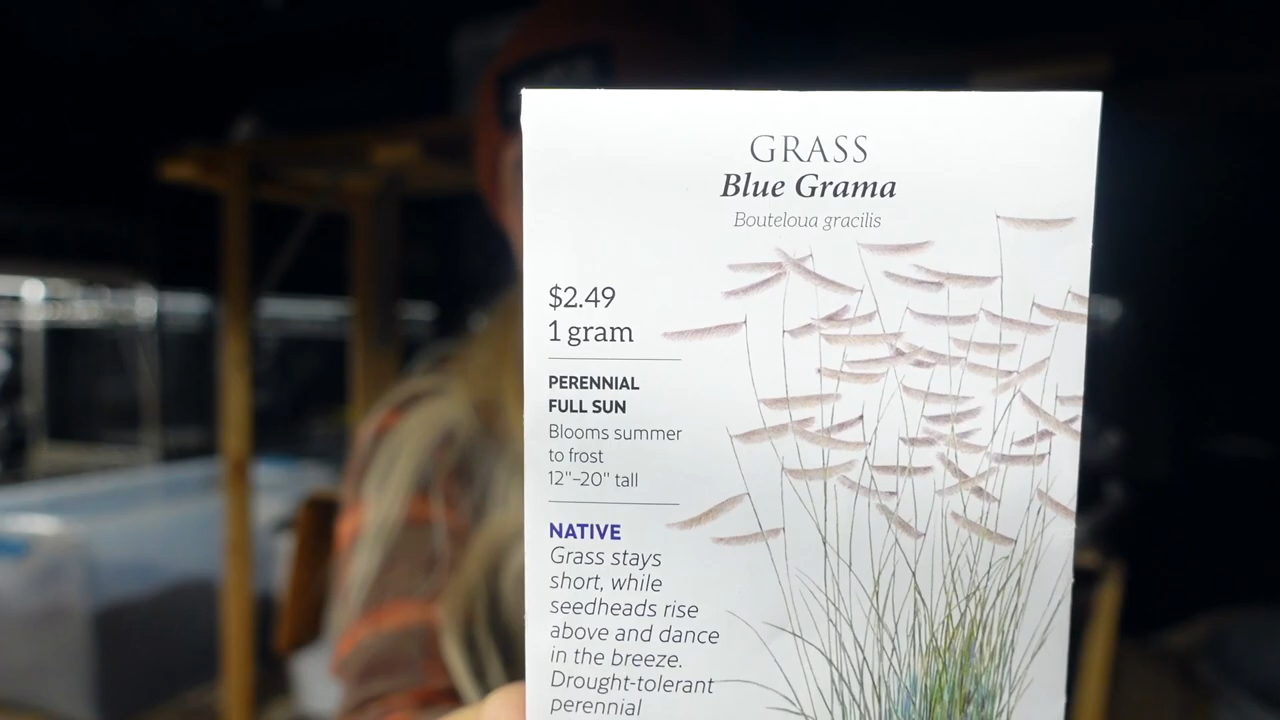 GRASS
Blue Grama
Bouteloua gracilis
$2.49
1 gram
PERENNIAL
FULL SUN
Blooms summer
to frost
12"–20" tall
NATIVE
Grass stays
short, while
seedheads rise
above and dance
in the breeze.
Drought-tolerant
perennial